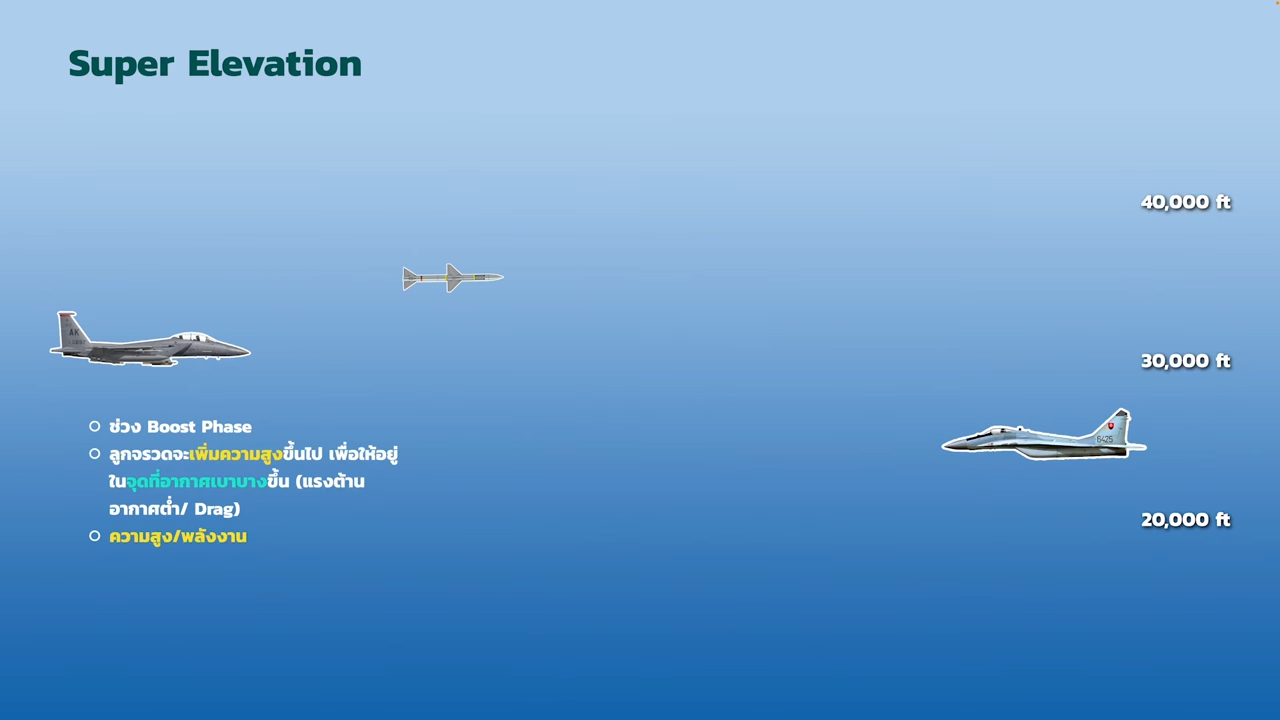 Super Elevation
40,000 ft
AK
30,000 ft
6425
ช่วง Boost Phase
ลูกจรวดจะเพิ่มความสูงขึ้นไป เพื่อให้อยู่
ในจุดที่อากาศเบาบางขึ้น (แรงต้าน
อากาศต่ำ/ Drag)
20,000 ft
ความสูง/พลังงาน